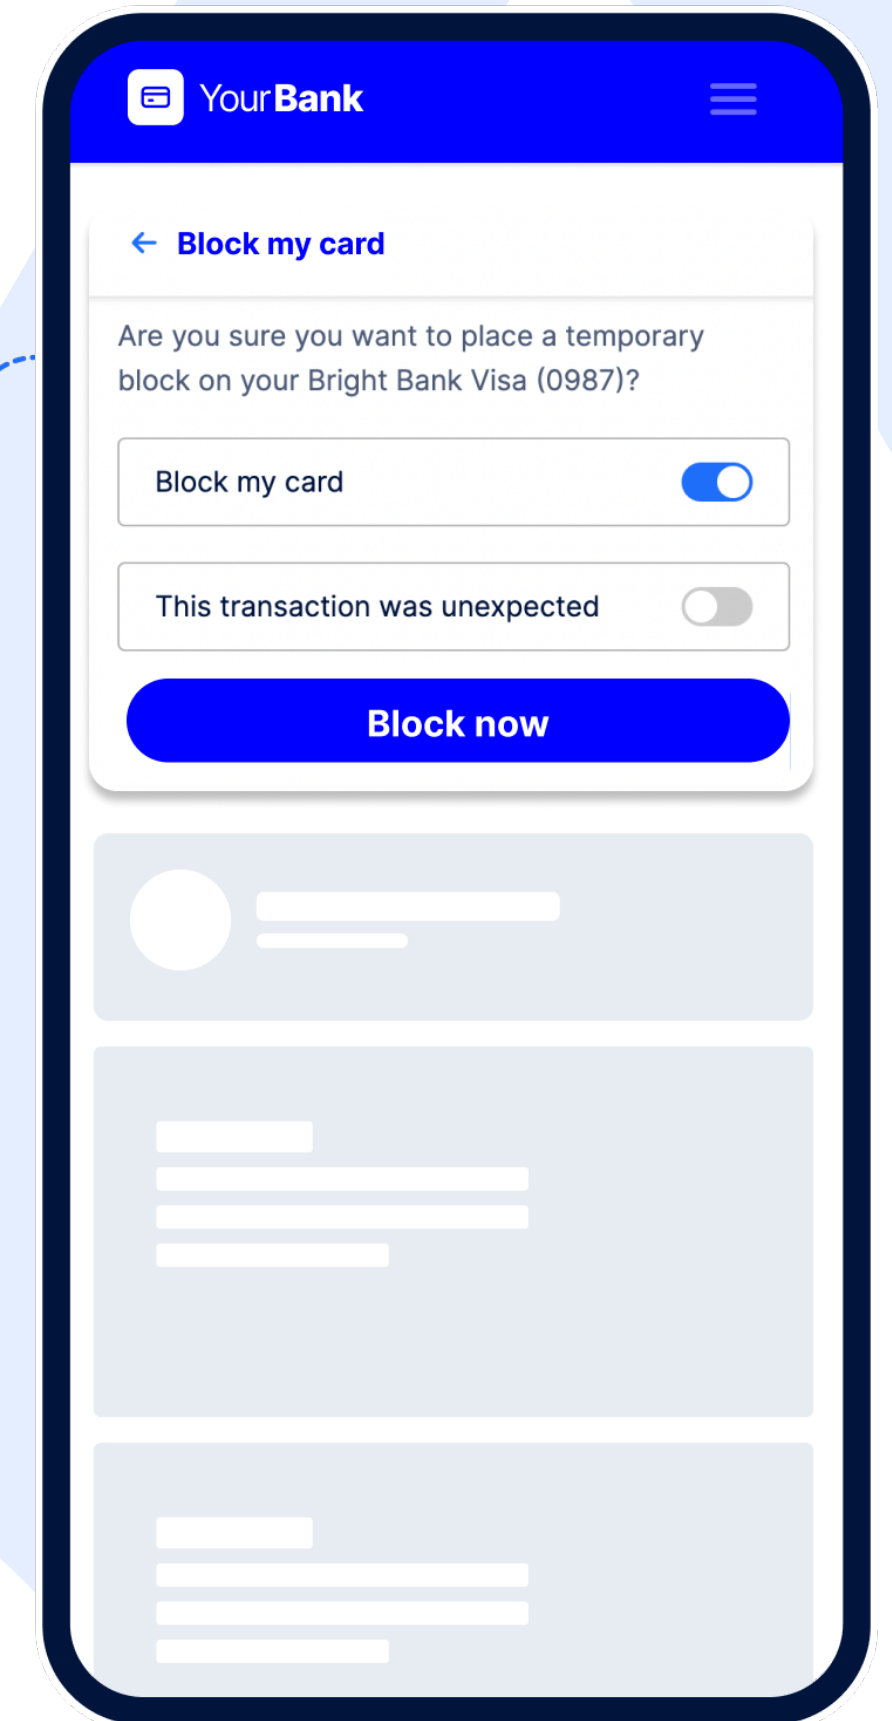 YourBank
Block my card
Are you sure you want to place a temporary
block on your Bright Bank Visa (0987)?
Block my card
This transaction was unexpected
Block now